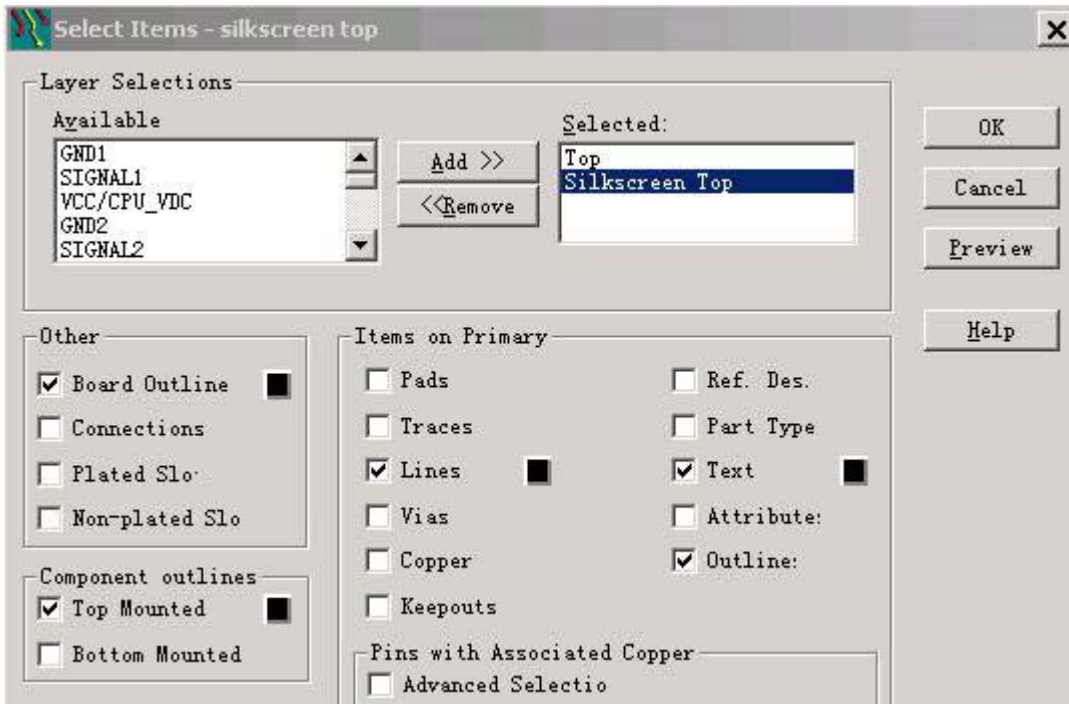 Select Items - silkscreen top
Layer Selections
Available
GND1
SIGNAL1
VCC/CPU_VDC
GND2
SIGNAL2
Add >>
<<Remove
Selected:
Top
Silkscreen Top
OK
Cancel
Preview
Help
Other
Board Outline
Connections
Plated Slo
Non-plated Slo
Component outlines
Top Mounted
Bottom Mounted
Items on Primary
Pads
Traces
Lines
Vias
Copper
Keepouts
Ref. Des.
Part Type
Text
Attribute:
Outline:
Pins with Associated Copper
Advanced Selectio